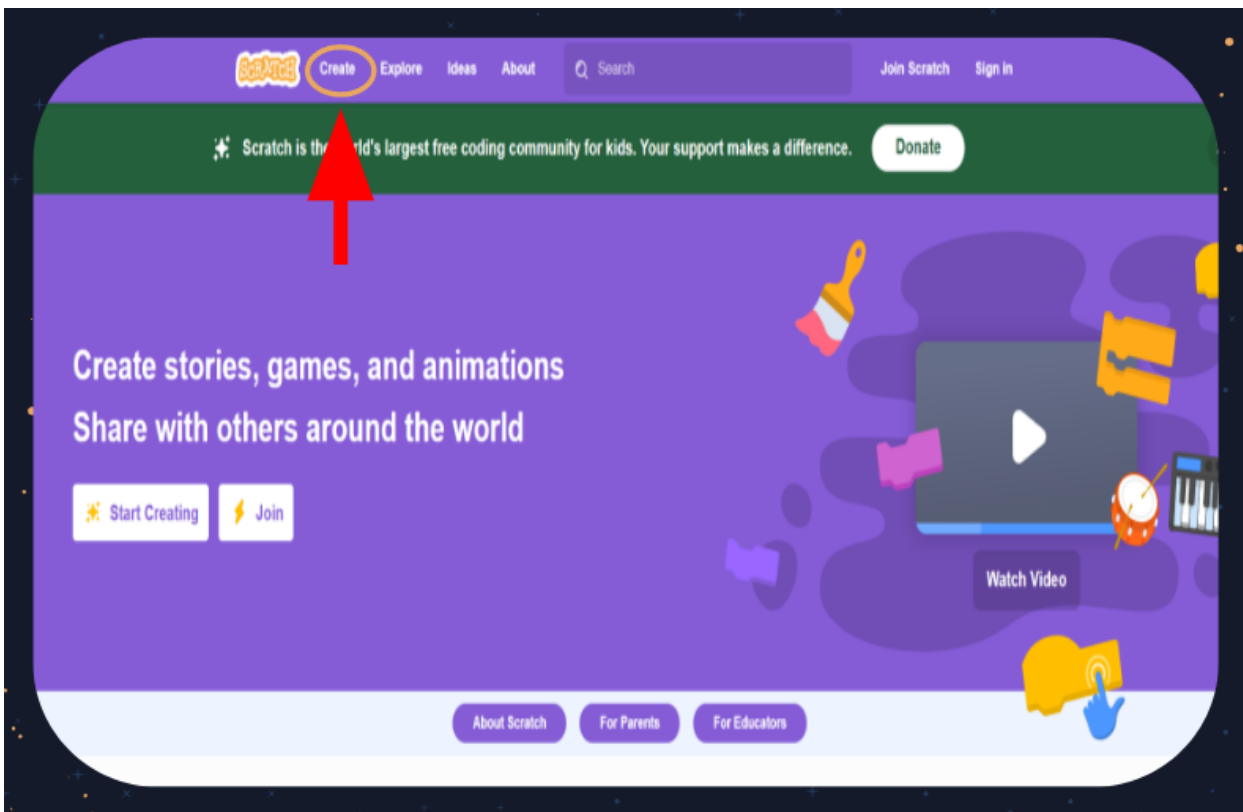 SCRATCH Create Explore Ideas About Search Join Scratch Sign in
Scratch is the rld's largest free coding community for kids. Your support makes a difference. Donate
Create stories, games, and animations
Share with others around the world
Start Creating Join
Watch Video
About Scratch For Parents For Educators